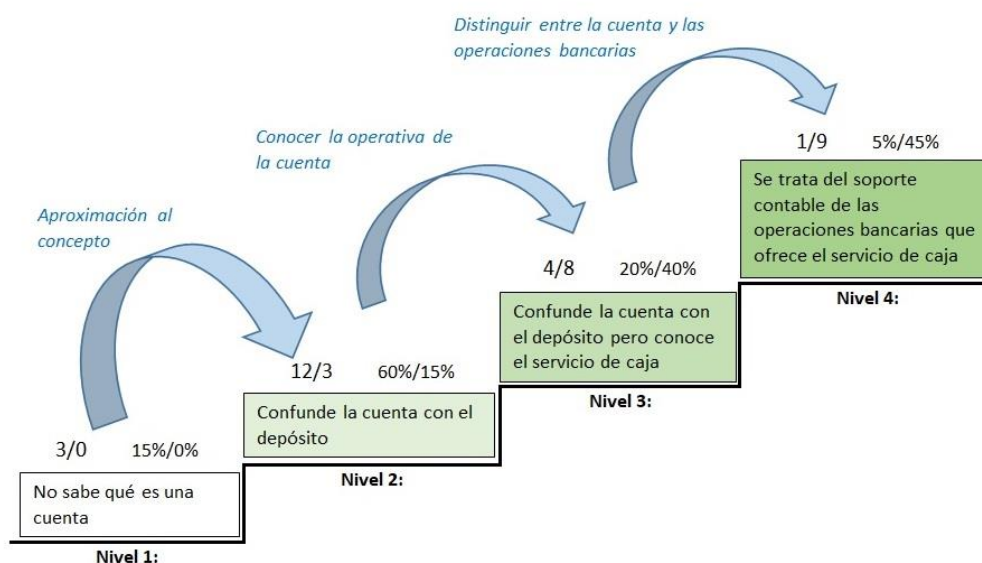 Distinguir entre la cuenta y las
operaciones bancarias
1/9 5%/45%
Se trata del soporte
contable de las
operaciones bancarias que
ofrece el servicio de caja
Nivel 4:
Conocer la operativa de
la cuenta
4/8 20%/40%
Confunde la cuenta con
el depósito pero conoce
el servicio de caja
Nivel 3:
Aproximación al
concepto
12/3 60%/15%
Confunde la cuenta con el
depósito
Nivel 2:
3/0 15%/0%
No sabe qué es una
cuenta
Nivel 1: